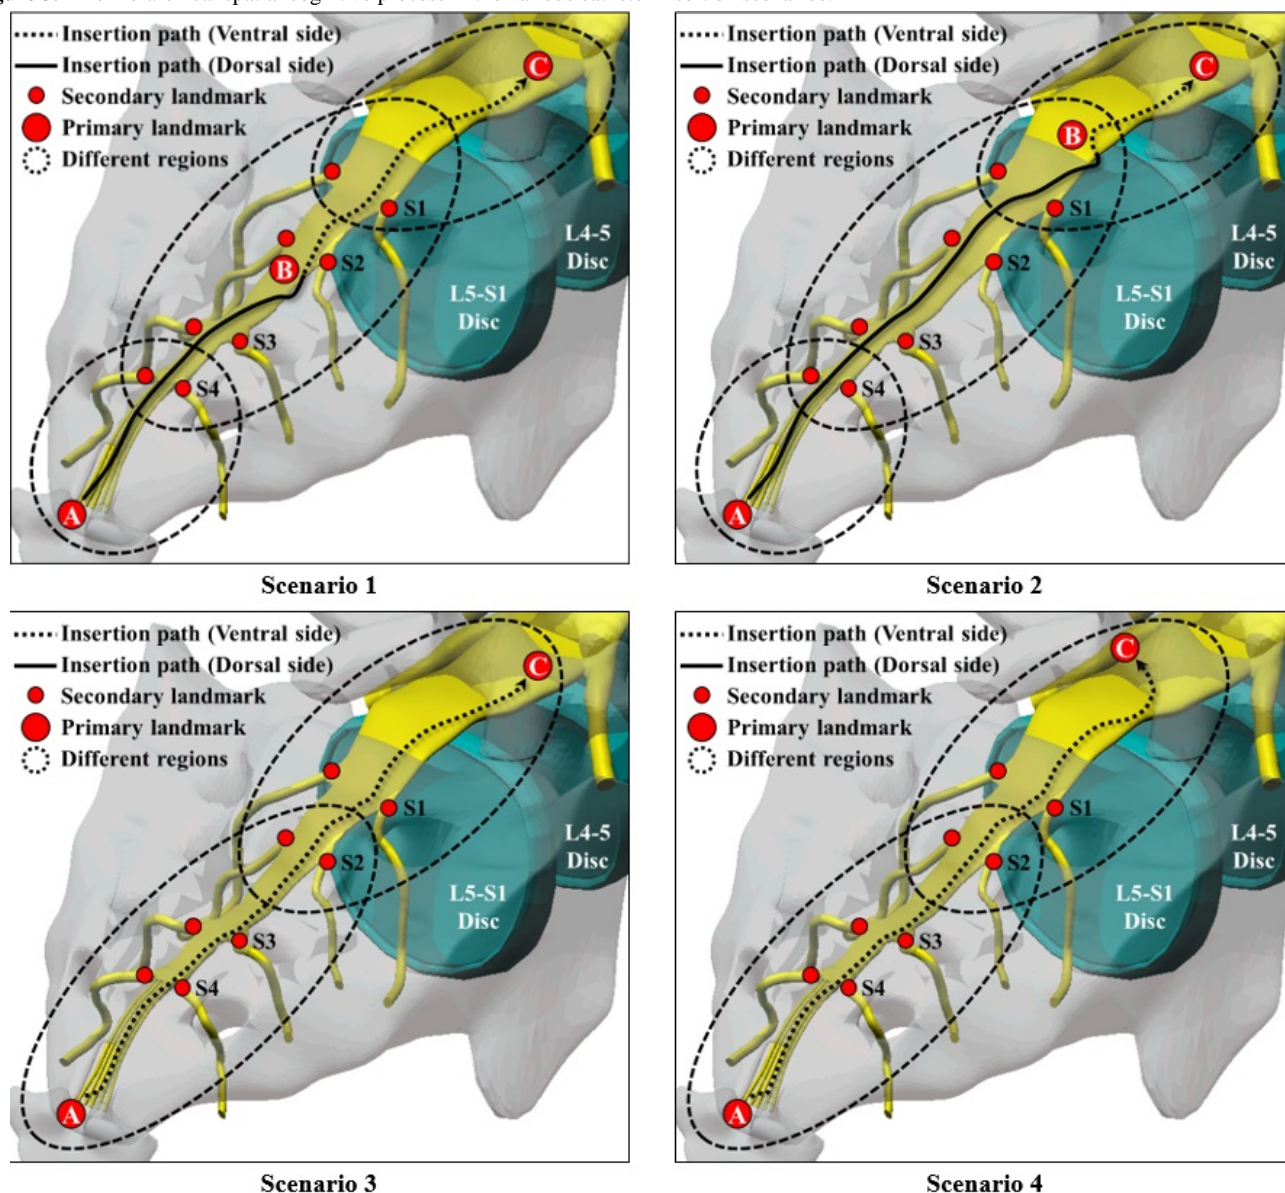 Insertion path (Ventral side)
Insertion path (Dorsal side)
Secondary landmark
Primary landmark
Different regions
C
B
S1
S2
S3
S4
A
L4-5
Disc
L5-S1
Disc
Scenario 1
Insertion path (Ventral side)
Insertion path (Dorsal side)
Secondary landmark
Primary landmark
Different regions
C
B
S1
S2
S3
S4
A
L4-5
Disc
L5-S1
Disc
Scenario 2
Insertion path (Ventral side)
Insertion path (Dorsal side)
Secondary landmark
Primary landmark
Different regions
C
S1
S2
S3
S4
A
L4-5
Disc
L5-S1
Disc
Scenario 3
Insertion path (Ventral side)
Insertion path (Dorsal side)
Secondary landmark
Primary landmark
Different regions
C
S1
S2
S3
S4
A
L4-5
Disc
L5-S1
Disc
Scenario 4